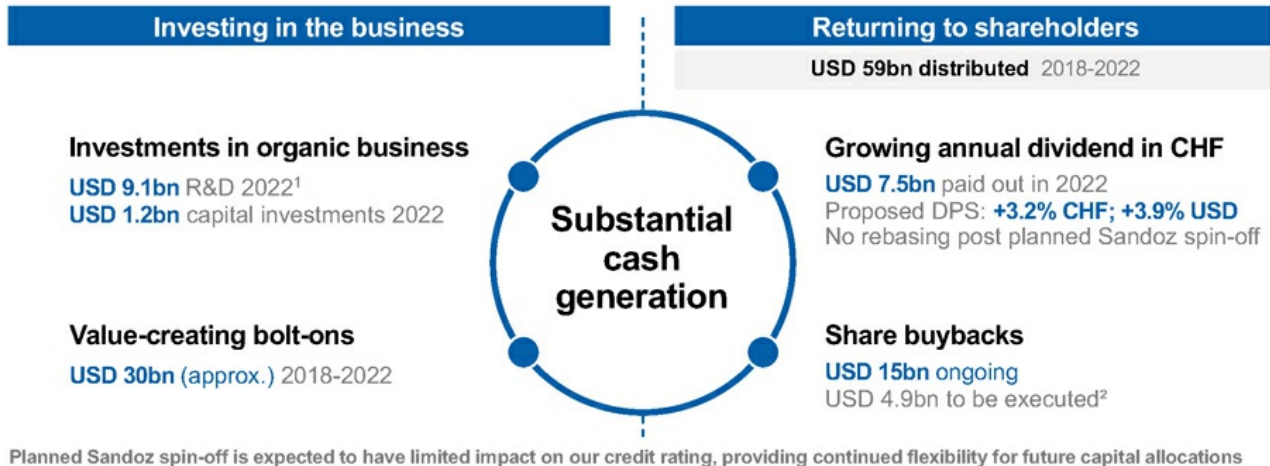 Investing in the business
Returning to shareholders
USD 59bn distributed 2018-2022
Investments in organic business
USD 9.1bn R&D 2022¹
USD 1.2bn capital investments 2022
Growing annual dividend in CHF
USD 7.5bn paid out in 2022
Proposed DPS: +3.2% CHF; +3.9% USD
No rebasing post planned Sandoz spin-off
Substantial
cash
generation
Value-creating bolt-ons
USD 30bn (approx.) 2018-2022
Share buybacks
USD 15bn ongoing
USD 4.9bn to be executed²
Planned Sandoz spin-off is expected to have limited impact on our credit rating, providing continued flexibility for future capital allocations